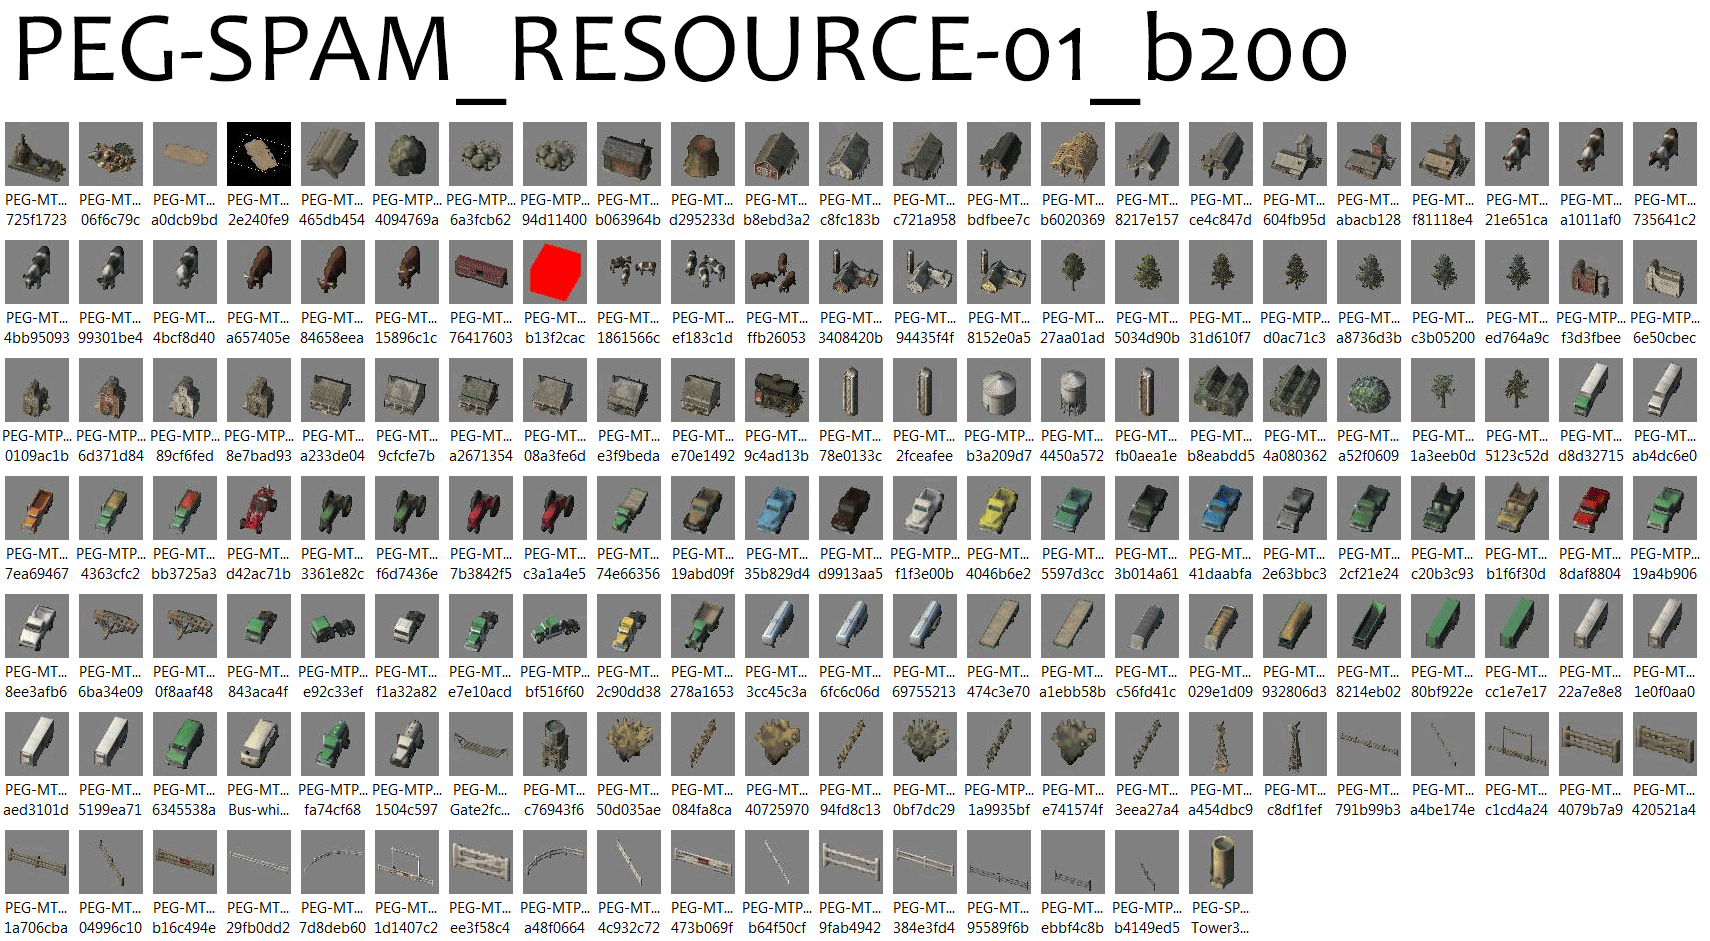 PEG-SPAM_RESOURCE-01_b200
PEG-MT... PEG-MT... PEG-MT... PEG-MT... PEG-MT... PEG-MTP... PEG-MTP... PEG-MTP... PEG-MT... PEG-MT... PEG-MT... PEG-MT... PEG-MT... PEG-MT... PEG-MT... PEG-MT... PEG-MT... PEG-MT... PEG-MT... PEG-MT... PEG-MT... PEG-MT... PEG-MT...
725f1723 06f6c79c a0dcb9bd 2e240fe9 465db454 4094769a 6a3fcb62 94d11400 b063964b d295233d b8ebd3a2 c8fc183b c721a958 bdfbee7c b6020369 8217e157 ce4c847d 604fb95d abacb128 f81118e4 21e651ca a1011af0 735641c2
PEG-MT... PEG-MT... PEG-MT... PEG-MT... PEG-MT... PEG-MT... PEG-MT... PEG-MT... PEG-MT... PEG-MT... PEG-MT... PEG-MT... PEG-MT... PEG-MT... PEG-MT... PEG-MT... PEG-MT... PEG-MTP... PEG-MT... PEG-MT... PEG-MT... PEG-MTP... PEG-MTP...
4bb95093 99301be4 4bcf8d40 a657405e 84658eea 15896c1c 76417603 b13f2cac 1861566c ef183c1d ffb26053 3408420b 94435f4f 8152e0a5 27aa01ad 5034d90b 31d610f7 d0ac71c3 a8736d3b c3b05200 ed764a9c f3d3fbee 6e50cbec
PEG-MTP... PEG-MTP... PEG-MTP... PEG-MTP... PEG-MT... PEG-MT... PEG-MT... PEG-MT... PEG-MT... PEG-MT... PEG-MT... PEG-MT... PEG-MT... PEG-MTP... PEG-MT... PEG-MT... PEG-MT... PEG-MT... PEG-MT... PEG-MT... PEG-MT... PEG-MT... PEG-MT...
0109ac1b 6d371d84 89cf6fed 8e7bad93 a233de04 9cfcfe7b a2671354 08a3fe6d e3f9beda e70e1492 9c4ad13b 78e0133c 2fceafee b3a209d7 4450a572 fb0aea1e b8eabdd5 4a080362 a52f0609 1a3eeb0d 5123c52d d8d32715 ab4dc6e0
PEG-MT... PEG-MTP... PEG-MT... PEG-MT... PEG-MT... PEG-MT... PEG-MT... PEG-MT... PEG-MT... PEG-MT... PEG-MT... PEG-MT... PEG-MTP... PEG-MT... PEG-MT... PEG-MT... PEG-MT... PEG-MT... PEG-MT... PEG-MT... PEG-MT... PEG-MT... PEG-MTP...
7ea69467 4363cfc2 bb3725a3 d42ac71b 3361e82c f6d7436e 7b3842f5 c3a1a4e5 74e66356 19abd09f 35b829d4 d9913aa5 f1f3e00b 4046b6e2 5597d3cc 3b014a61 41daabfa 2e63bbc3 2cf21e24 c20b3c93 b1f6f30d 8daf8804 19a4b906
PEG-MT... PEG-MT... PEG-MT... PEG-MT... PEG-MTP... PEG-MT... PEG-MT... PEG-MTP... PEG-MT... PEG-MT... PEG-MT... PEG-MT... PEG-MT... PEG-MT... PEG-MT... PEG-MT... PEG-MT... PEG-MT... PEG-MT... PEG-MT... PEG-MT... PEG-MT... PEG-MT...
8ee3afb6 6ba34e09 0f8aaf48 843aca4f e92c33ef f1a32a82 e7e10acd bf516f60 2c90dd38 278a1653 3cc45c3a 6fc6c06d 69755213 474c3e70 a1ebb58b c56fd41c 029e1d09 932806d3 8214eb02 80bf922e cc1e7e17 22a7e8e8 1e0f0aa0
PEG-MT... PEG-MT... PEG-MT... PEG-MT... PEG-MTP... PEG-MTP... PEG-M... PEG-MT... PEG-MT... PEG-MT... PEG-MT... PEG-MT... PEG-MT... PEG-MTP... PEG-MT... PEG-MT... PEG-MT... PEG-MT... PEG-MT... PEG-MT... PEG-MT... PEG-MT... PEG-MT...
aed3101d 5199ea71 6345538a Bus-whi... fa74cf68 1504c597 Gate2fc... c76943f6 50d035ae 084fa8ca 40725970 94fd8c13 0bf7dc29 1a9935bf e741574f 3eea27a4 a454dbc9 c8df1fef 791b99b3 a4be174e c1cd4a24 4079b7a9 420521a4
PEG-MT... PEG-MT... PEG-MT... PEG-MT... PEG-MT... PEG-MT... PEG-MT... PEG-MTP... PEG-MT... PEG-MT... PEG-MTP... PEG-MT... PEG-MT... PEG-MT... PEG-MT... PEG-MTP... PEG-SP...
1a706cba 04996c10 b16c494e 29fb0dd2 7d8deb60 1d1407c2 ee3f58c4 a48f0664 4c932c72 473b069f b64f50cf 9fab4942 384e3fd4 95589f6b ebbf4c8b b4149ed5 Tower3...